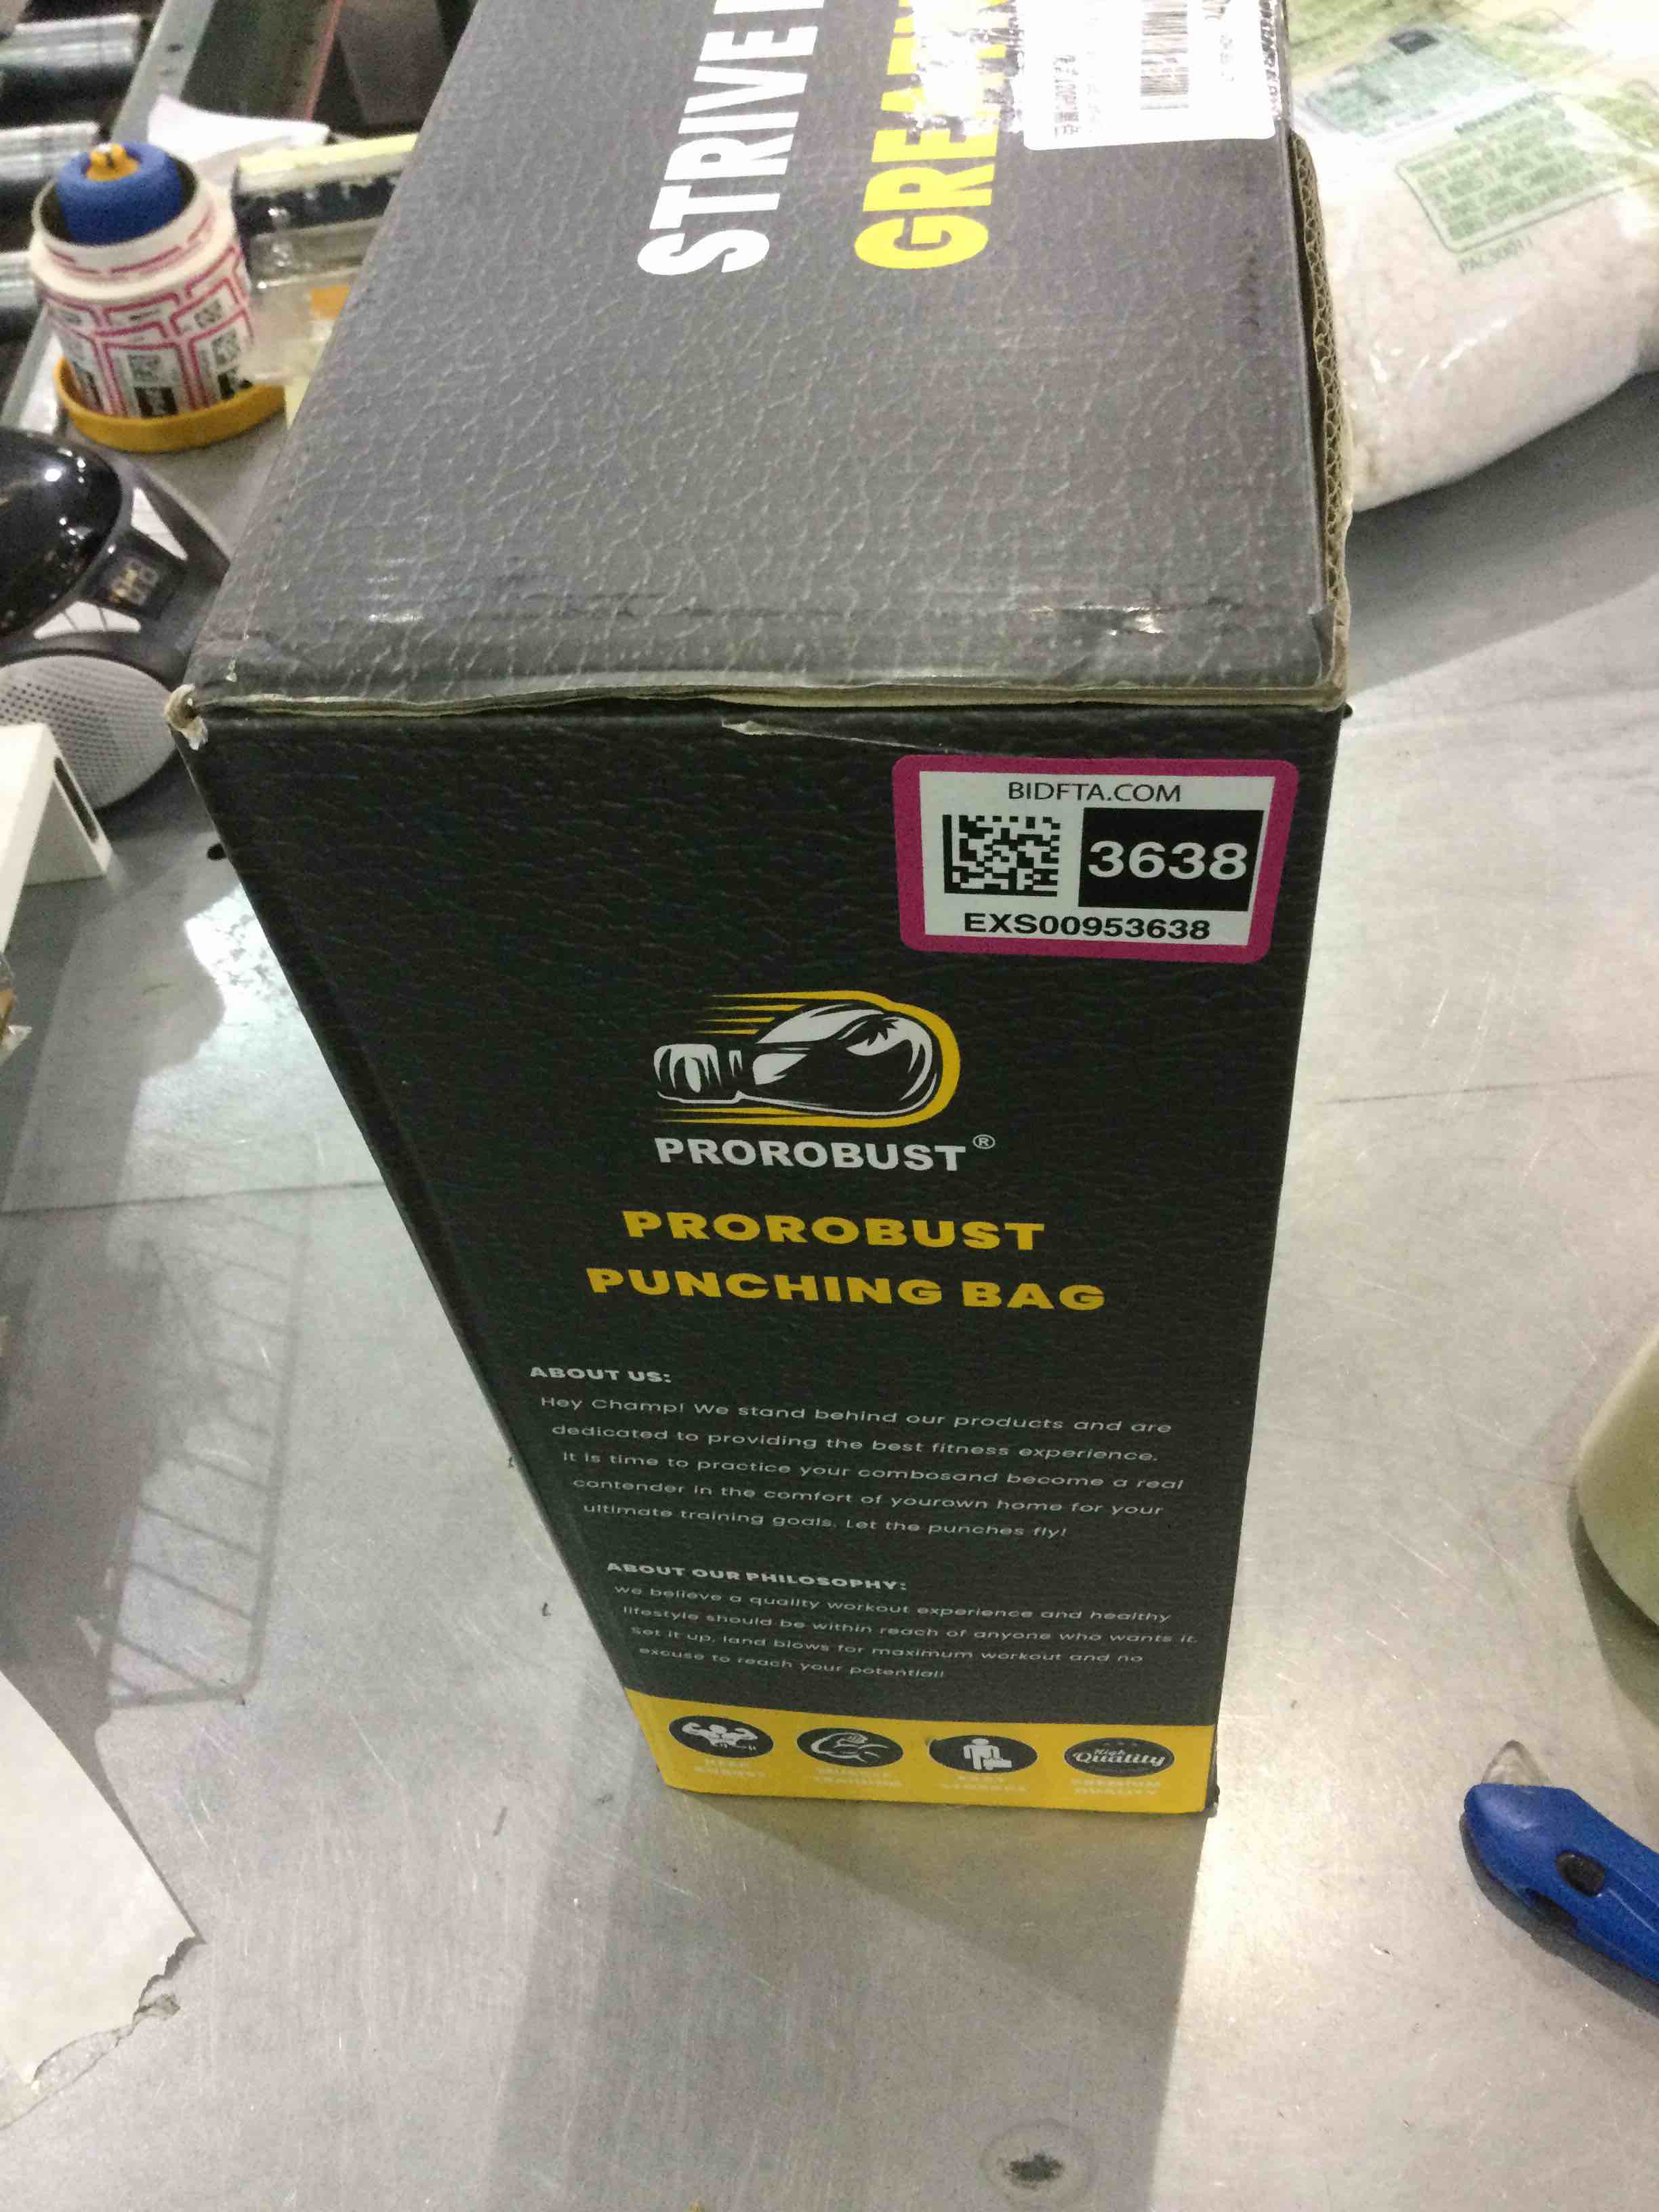 STRIVE
BIDFTA.COM
3638
EXS00953638
PROROBUST®
PROROBUST
PUNCHING BAG
ABOUT US:
Hey Champ! We stand behind our products and are
dedicated to providing the best fitness experience.
It is time to practice your combosand become a real
contender in the comfort of yourown home for your
ultimate training goals. Let the punches fly!
ABOUT OUR PHILOSOPHY:
we believe a quality workout experience and healthy
lifestyle should be within reach of anyone who wants it.
Set it up, land blows for maximum workout and no
excuse to reach your potential!
High
Quality
PREMIUM
QUALITY